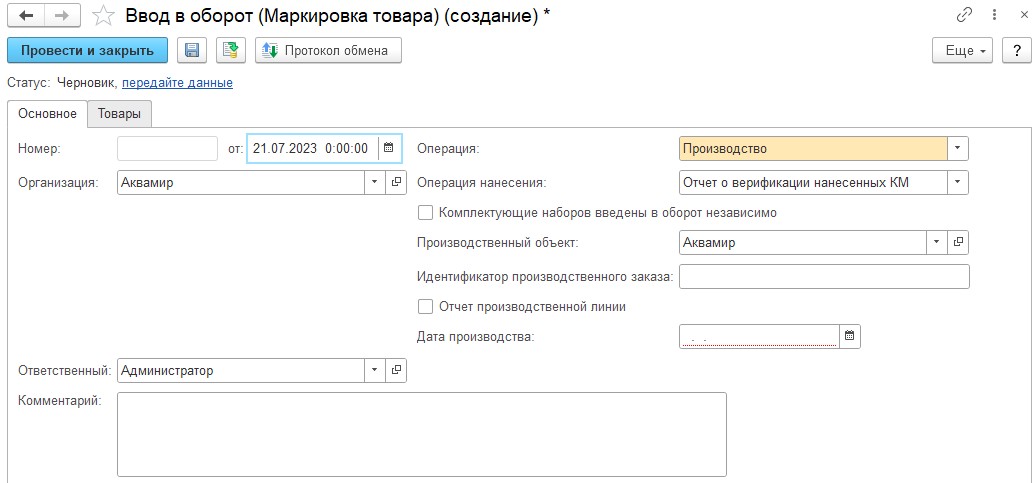 Ввод в оборот (Маркировка товара) (создание) *
Провести и закрыть Протокол обмена Еще ?
Статус: Черновик, передайте данные
Основное Товары
Номер: от: 21.07.2023 0:00:00 Операция: Производство
Организация: Аквамир Операция нанесения: Отчет о верификации нанесенных КМ
Комплектующие наборов введены в оборот независимо
Производственный объект: Аквамир
Идентификатор производственного заказа:
Отчет производственной линии
Дата производства: . .
Ответственный: Администратор
Комментарий: